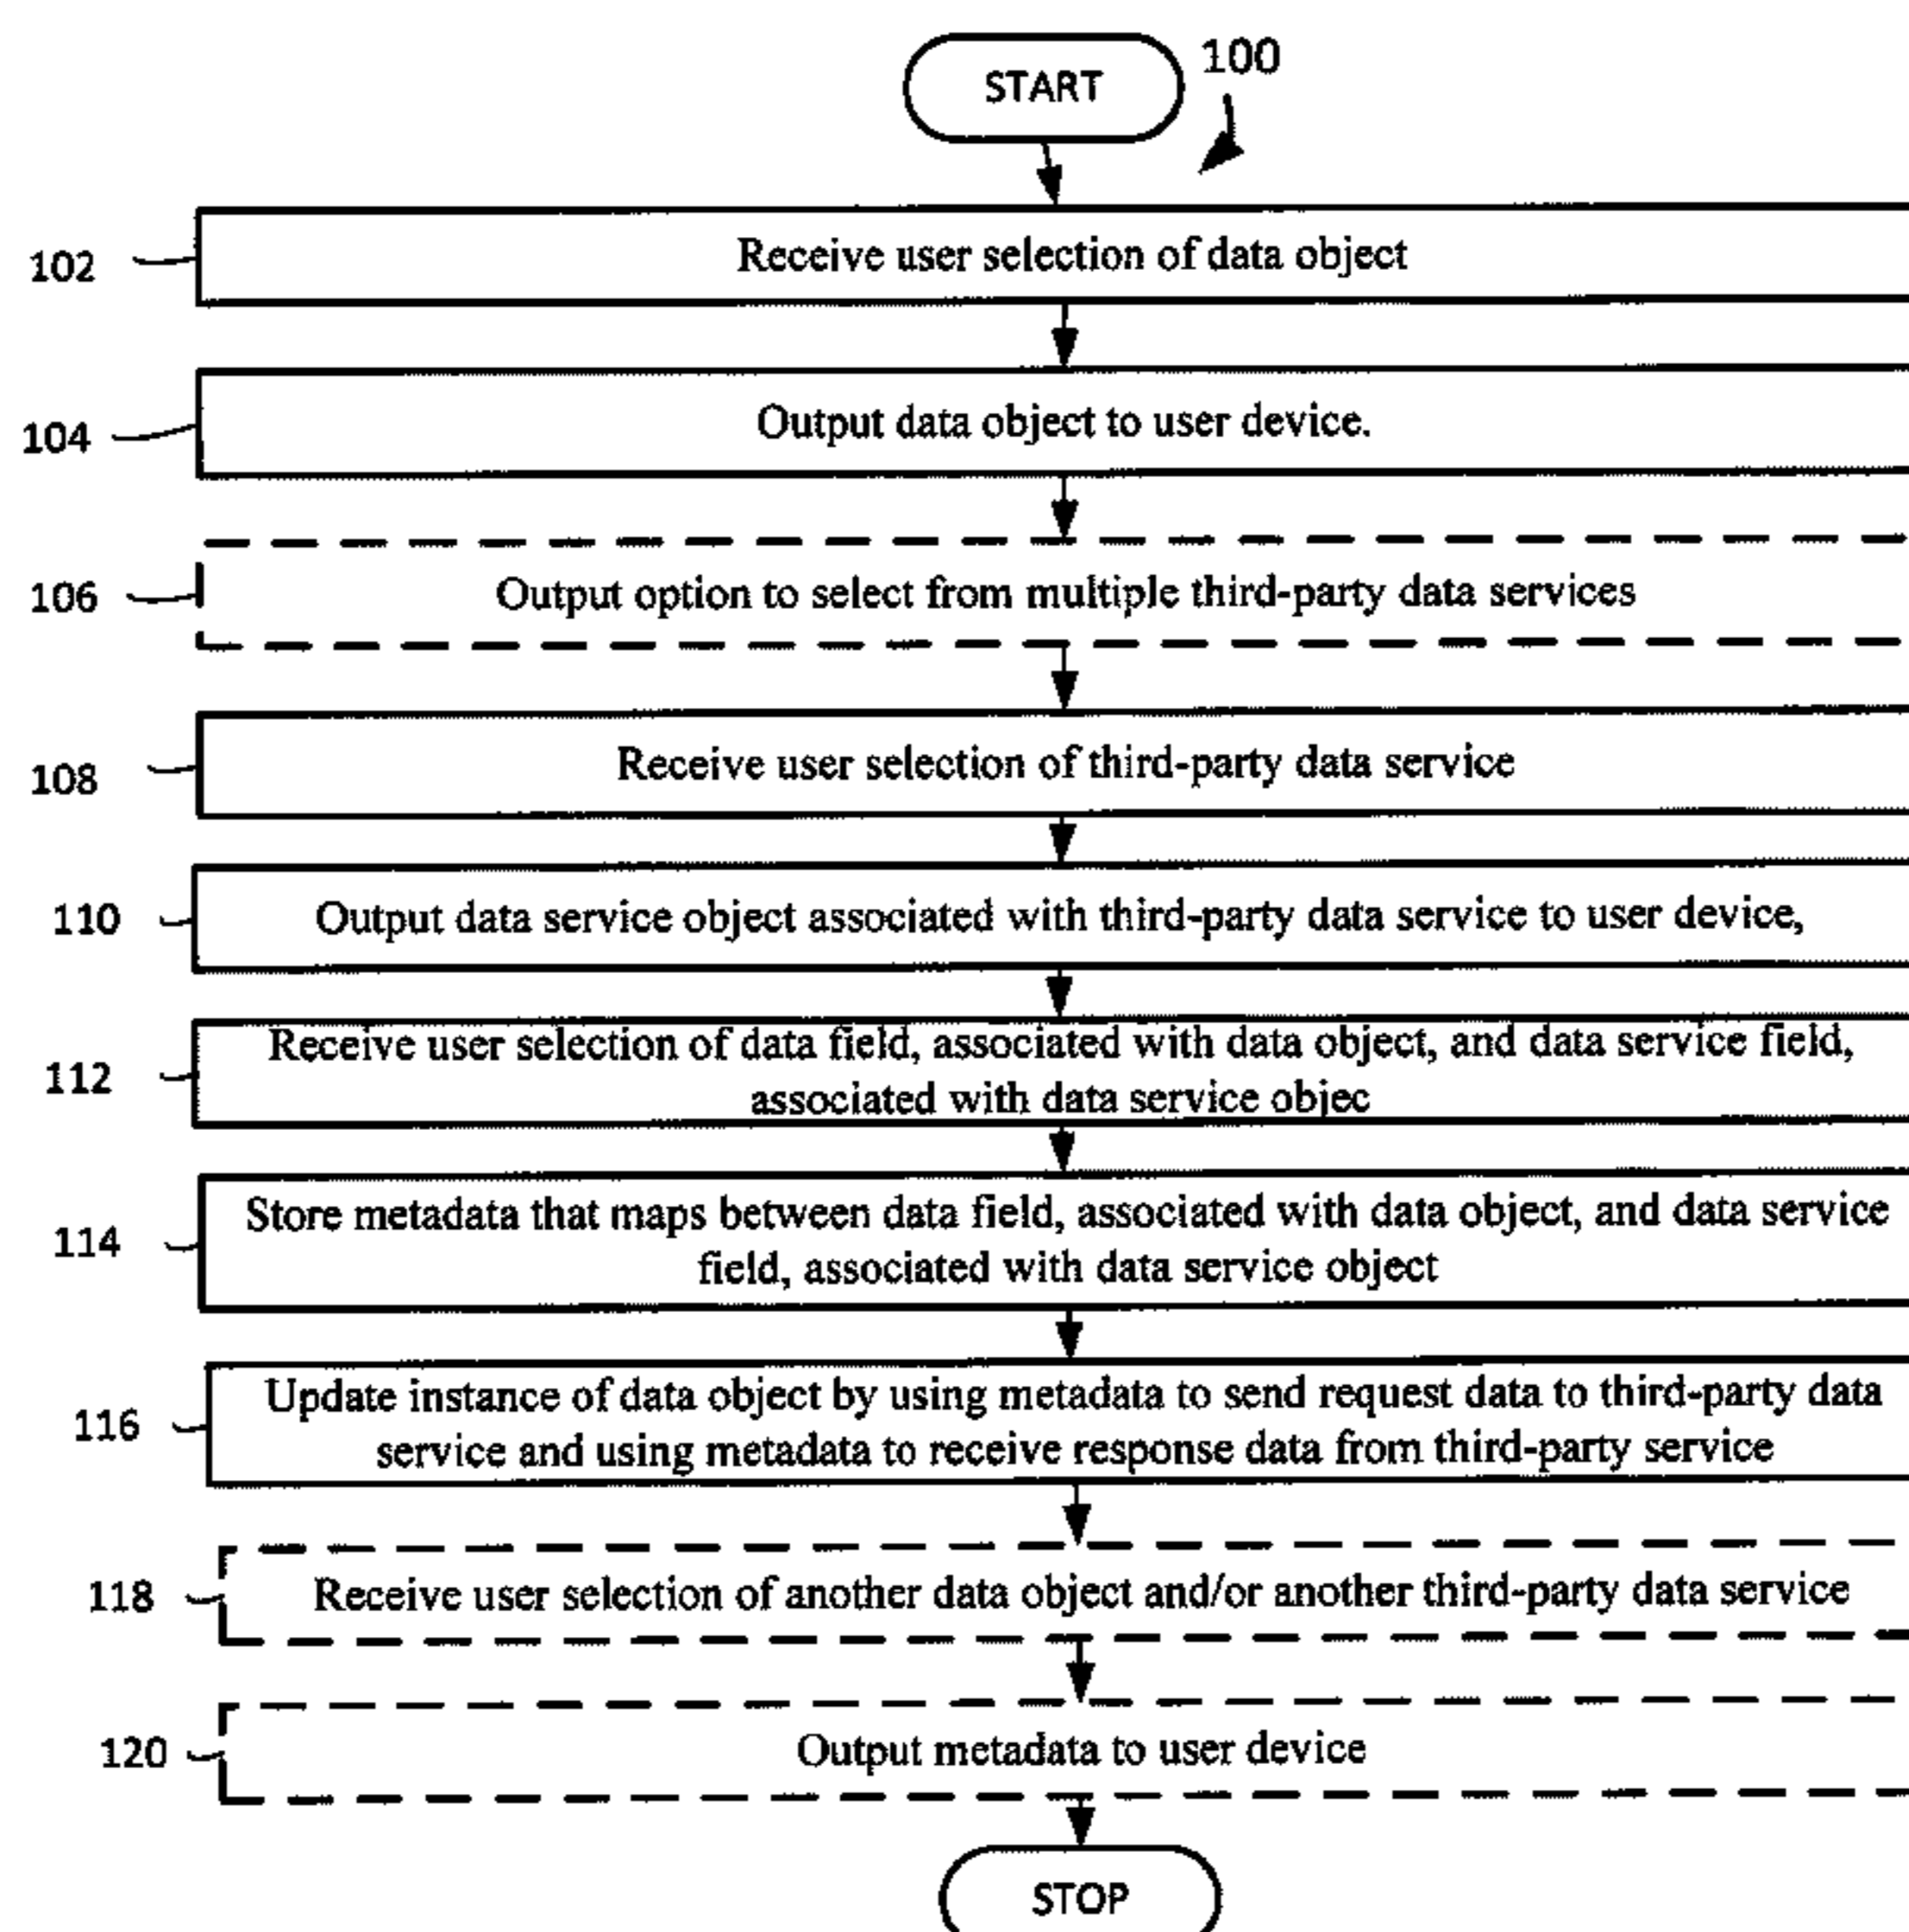 START
100
102
Receive user selection of data object
104
Output data object to user device.
106
Output option to select from multiple third-party data services
108
Receive user selection of third-party data service
110
Output data service object associated with third-party data service to user device,
112
Receive user selection of data field, associated with data object, and data service field,
associated with data service objec
114
Store metadata that maps between data field, associated with data object, and data service
field, associated with data service object
116
Update instance of data object by using metadata to send request data to third-party data
service and using metadata to receive response data from third-party service
118
Receive user selection of another data object and/or another third-party data service
120
Output metadata to user device
STOP